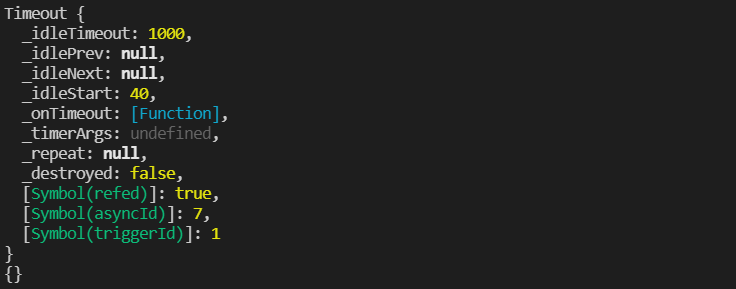 Timeout {
  _idleTimeout: 1000,
  _idlePrev: null,
  _idleNext: null,
  _idleStart: 40,
  _onTimeout: [Function],
  _timerArgs: undefined,
  _repeat: null,
  _destroyed: false,
  [Symbol(refed)]: true,
  [Symbol(asyncId)]: 7,
  [Symbol(triggerId)]: 1
}
{}